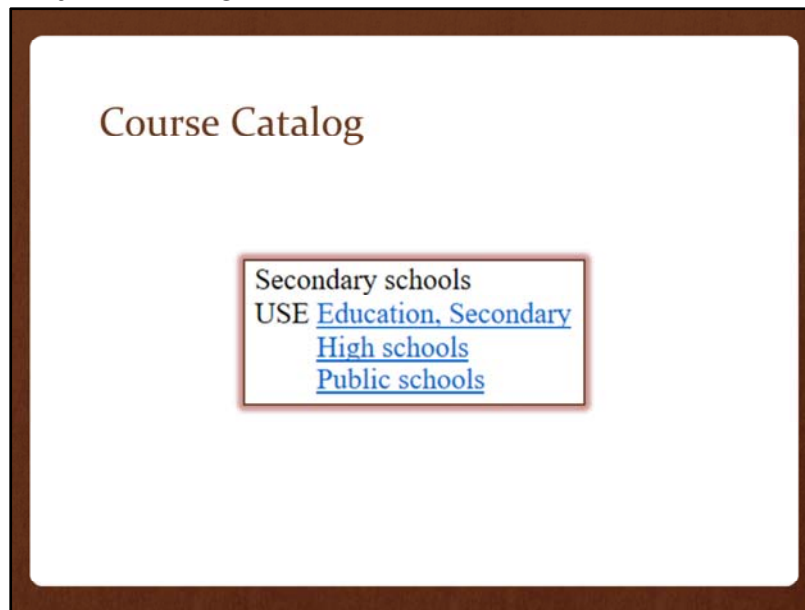 Course Catalog
Secondary schools
USE Education, Secondary
High schools
Public schools